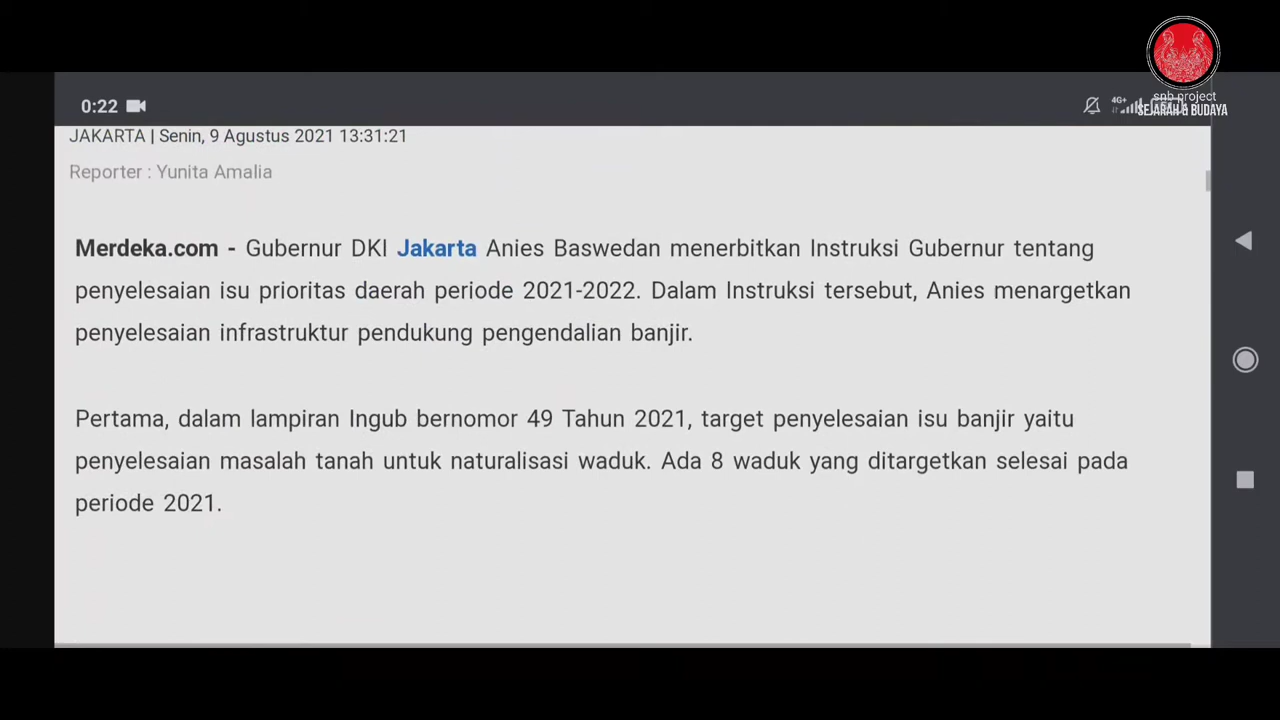 snb project
SEJARAH & BUDAYA
0:22
4G+
JAKARTA | Senin, 9 Agustus 2021 13:31:21
Reporter : Yunita Amalia
Merdeka.com - Gubernur DKI Jakarta Anies Baswedan menerbitkan Instruksi Gubernur tentang
penyelesaian isu prioritas daerah periode 2021-2022. Dalam Instruksi tersebut, Anies menargetkan
penyelesaian infrastruktur pendukung pengendalian banjir.
Pertama, dalam lampiran Ingub bernomor 49 Tahun 2021, target penyelesaian isu banjir yaitu
penyelesaian masalah tanah untuk naturalisasi waduk. Ada 8 waduk yang ditargetkan selesai pada
periode 2021.